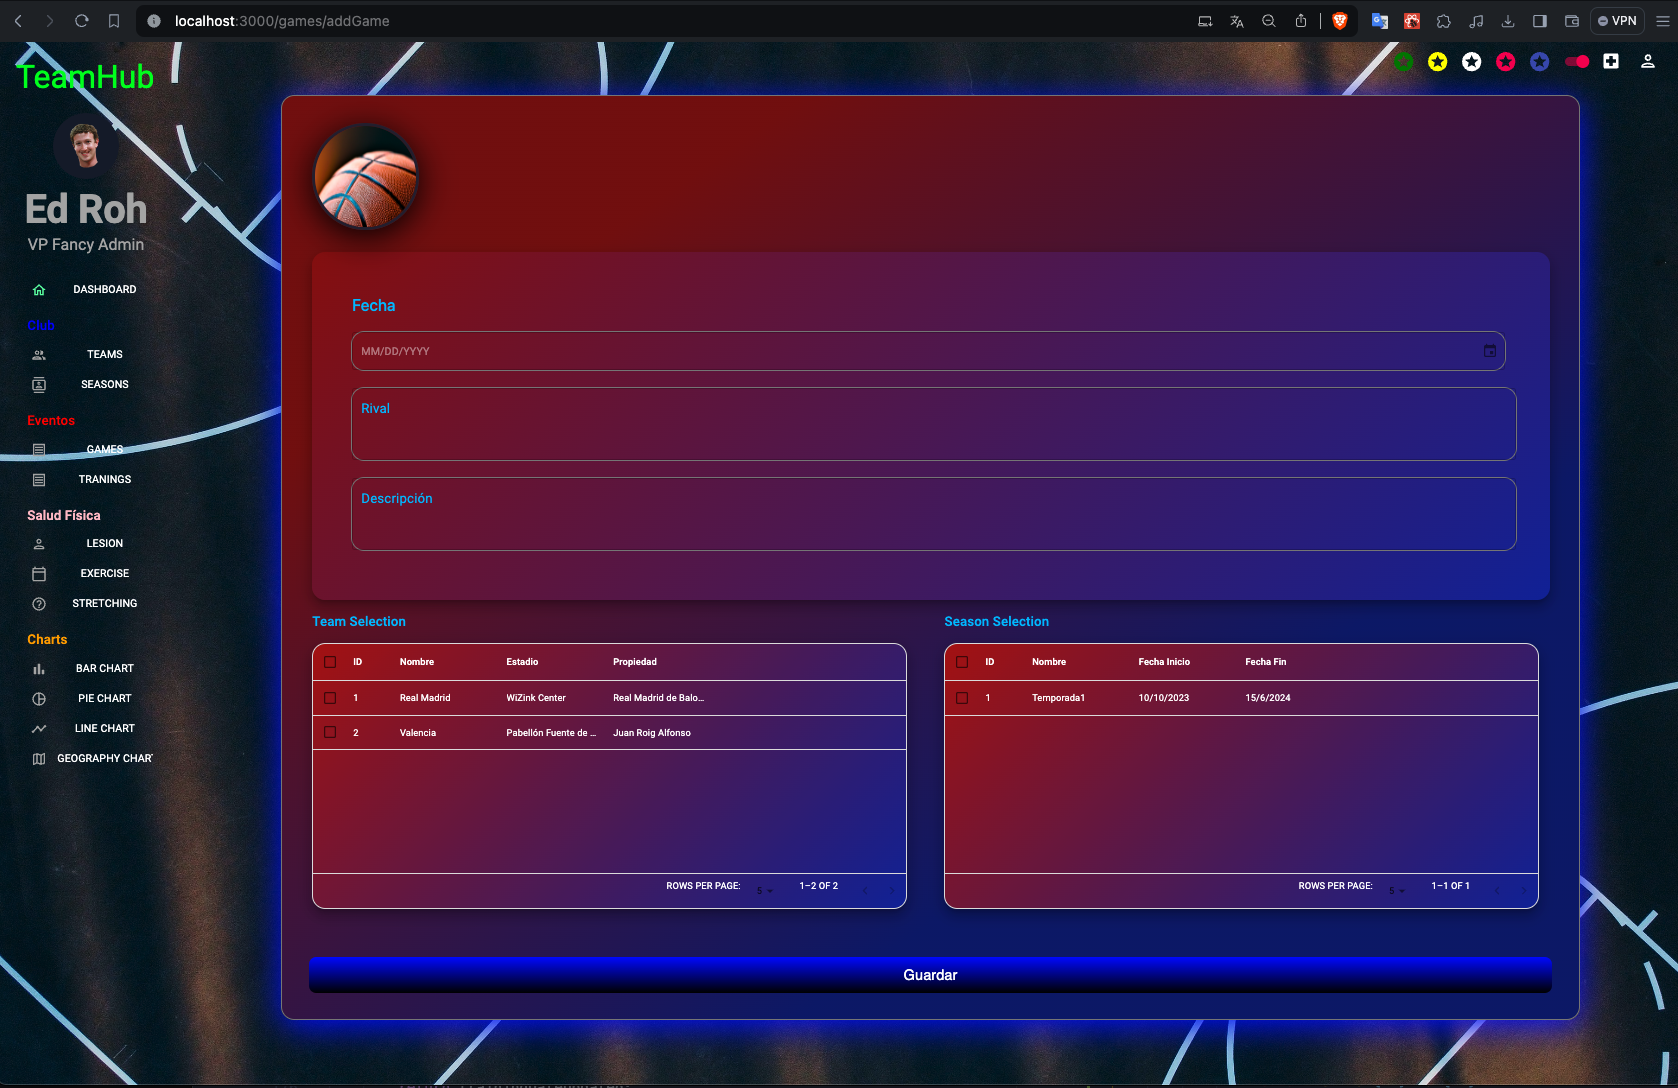 localhost:3000/games/addGame
VPN
TeamHub
Ed Roh
VP Fancy Admin
DASHBOARD
Club
TEAMS
SEASONS
Eventos
GAMES
TRANINGS
Salud Física
LESION
EXERCISE
STRETCHING
Charts
BAR CHART
PIE CHART
LINE CHART
GEOGRAPHY CHART
Fecha
MM/DD/YYYY
Rival
Descripción
Team Selection
ID Nombre Estadio Propiedad
1 Real Madrid WiZink Center Real Madrid de Balo...
2 Valencia Pabellón Fuente de ... Juan Roig Alfonso
ROWS PER PAGE: 5 1–2 OF 2
Season Selection
ID Nombre Fecha Inicio Fecha Fin
1 Temporada1 10/10/2023 15/6/2024
ROWS PER PAGE: 5 1–1 OF 1
Guardar